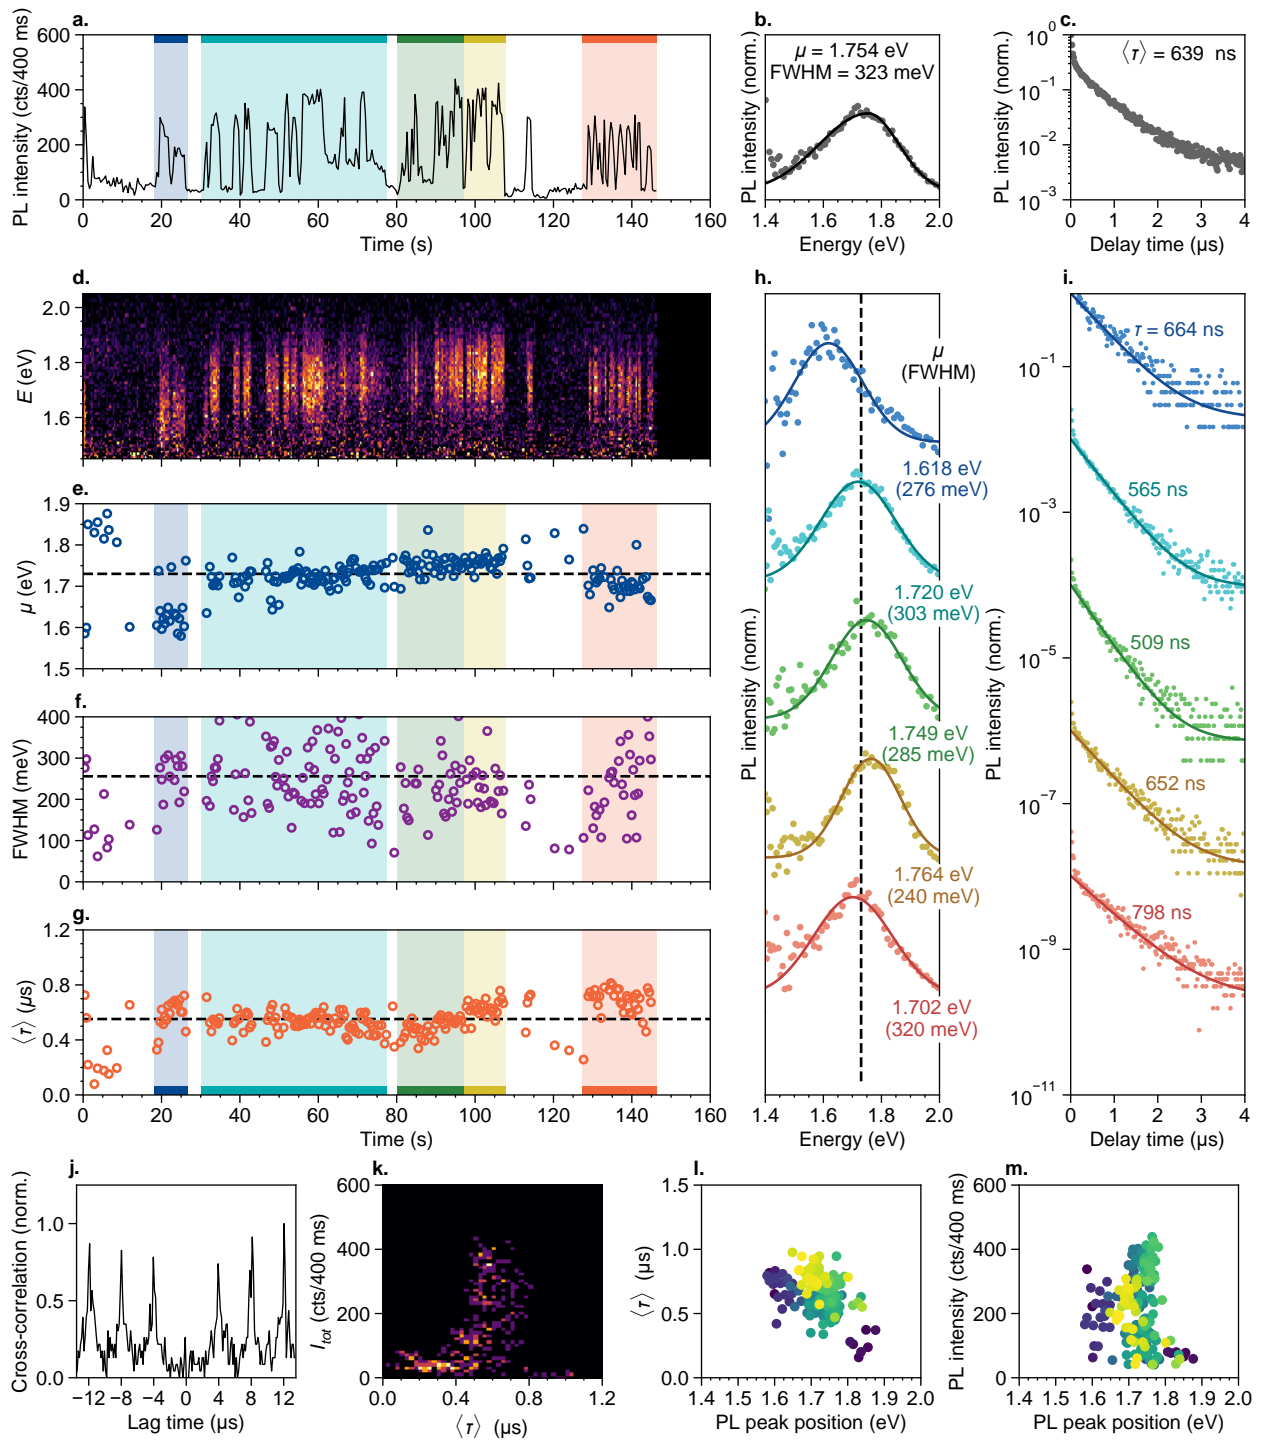 a.
PL intensity (cts/400 ms)
600
400
200
0
0 20 40 60 80 100 120 140 160
Time (s)
b.
PL intensity (norm.)
μ = 1.754 eV
FWHM = 323 meV
1.4 1.6 1.8 2.0
Energy (eV)
c.
PL intensity (norm.)
⟨τ⟩ = 639 ns
10⁰
10⁻¹
10⁻²
10⁻³
0 1 2 3 4
Delay time (μs)
d.
E (eV)
2.0
1.8
1.6
e.
μ (eV)
1.9
1.8
1.7
1.6
1.5
f.
FWHM (meV)
400
300
200
100
0
g.
⟨τ⟩ (μs)
1.2
0.8
0.4
0.0
0 20 40 60 80 100 120 140 160
Time (s)
h.
PL intensity (norm.)
μ
(FWHM)
1.618 eV
(276 meV)
1.720 eV
(303 meV)
1.749 eV
(285 meV)
1.764 eV
(240 meV)
1.702 eV
(320 meV)
1.4 1.6 1.8 2.0
Energy (eV)
i.
PL intensity (norm.)
10⁻¹
10⁻³
10⁻⁵
10⁻⁷
10⁻⁹
10⁻¹¹
τ = 664 ns
565 ns
509 ns
652 ns
798 ns
0 1 2 3 4
Delay time (μs)
j.
Cross-correlation (norm.)
1.0
0.5
0.0
−12 −8 −4 0 4 8 12
Lag time (μs)
k.
I_tot (cts/400 ms)
600
400
200
0
0.0 0.4 0.8 1.2
⟨τ⟩ (μs)
l.
⟨τ⟩ (μs)
1.5
1.0
0.5
0.0
1.4 1.5 1.6 1.7 1.8 1.9 2.0
PL peak position (eV)
m.
PL intensity (cts/400 ms)
600
400
200
0
1.4 1.5 1.6 1.7 1.8 1.9 2.0
PL peak position (eV)